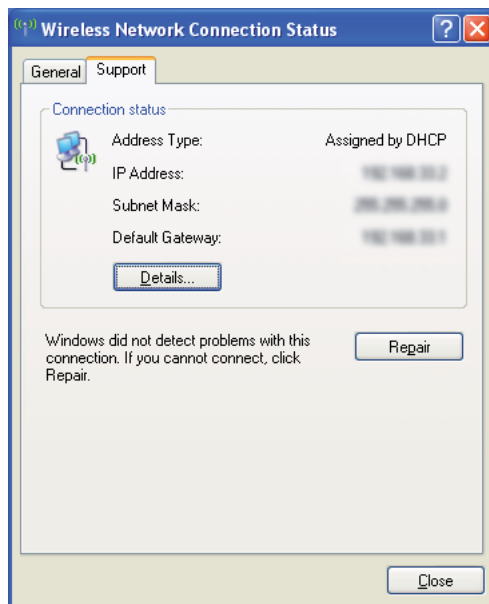 Wireless Network Connection Status
General
Support
Connection status
Address Type: Assigned by DHCP
IP Address:
Subnet Mask:
Default Gateway:
Details...
Windows did not detect problems with this
connection. If you cannot connect, click
Repair.
Repair
Close